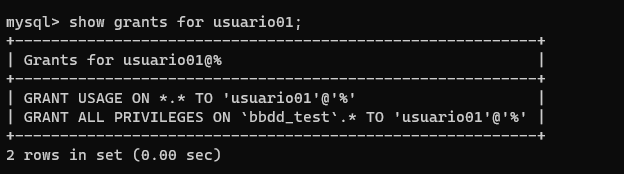 mysql> show grants for usuario01;
+-----------------------------------------------------------+
| Grants for usuario01@%                                    |
+-----------------------------------------------------------+
| GRANT USAGE ON *.* TO 'usuario01'@'%'                     |
| GRANT ALL PRIVILEGES ON `bbdd_test`.* TO 'usuario01'@'%' |
+-----------------------------------------------------------+
2 rows in set (0.00 sec)